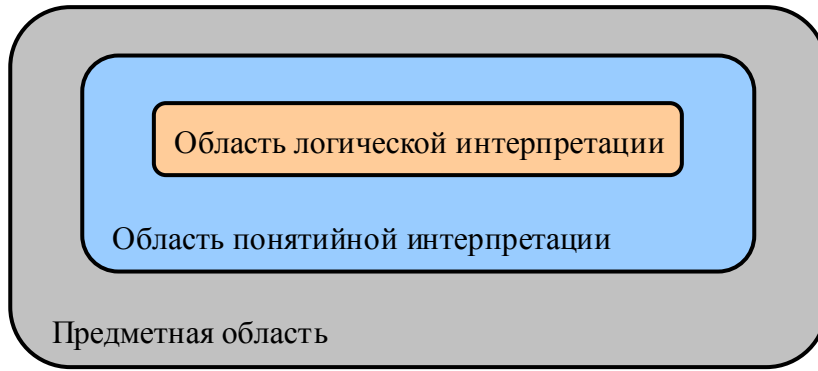 Область логической интерпретации
Область понятийной интерпретации
Предметная область